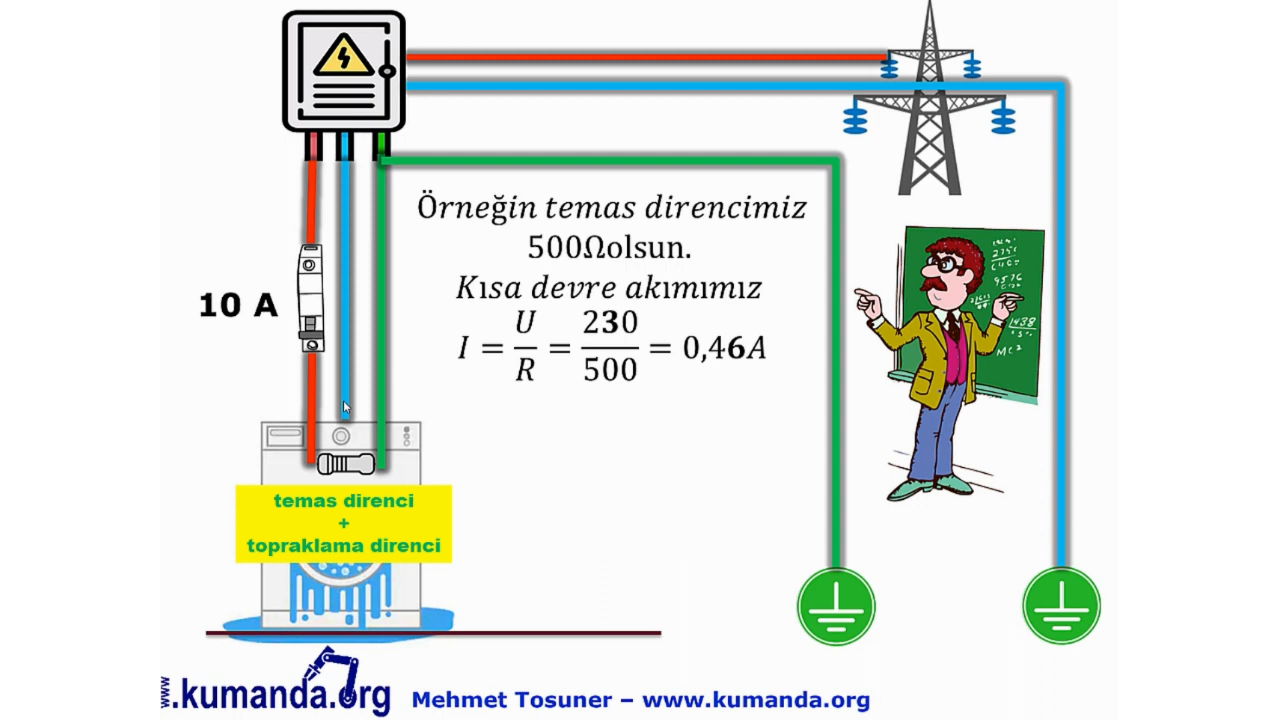 Örneğin temas direncimiz
500Ωolsun.
Kısa devre akımımız
I = U/R = 230/500 = 0,46A
10 A
temas direnci
+
topraklama direnci
www.kumanda.org
Mehmet Tosuner – www.kumanda.org